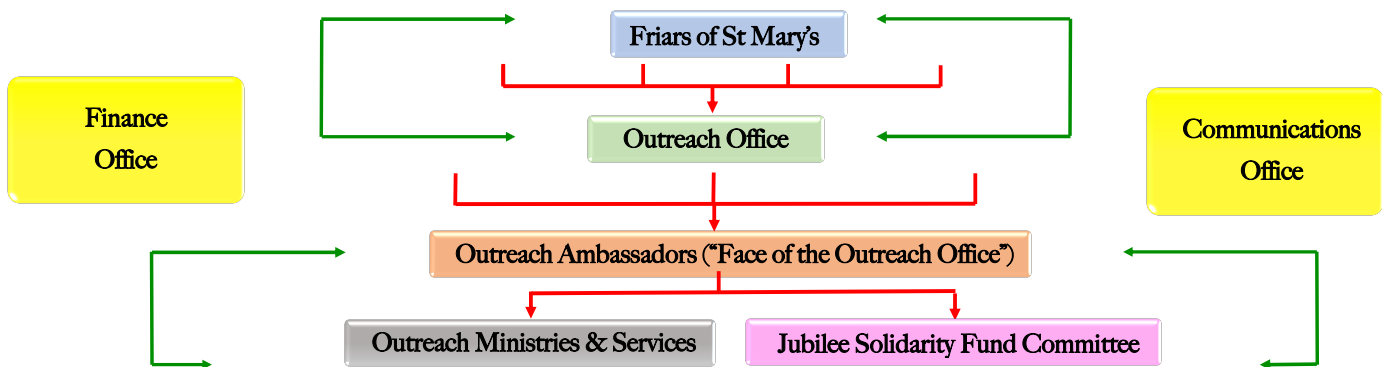 Friars of St Mary's
Finance
Office
Outreach Office
Communications
Office
Outreach Ambassadors (“Face of the Outreach Office”)
Outreach Ministries & Services
Jubilee Solidarity Fund Committee